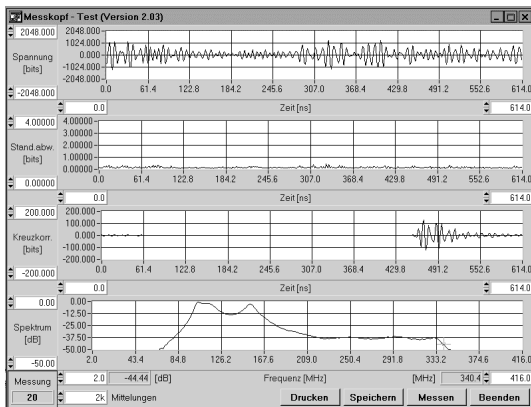 Messkopf - Test (Version 2.03)
2048.000
Spannung
[bits]
-2048.000
2048.000
1024.000
0.000
-1024.000
-2048.000
0.0 61.4 122.8 184.2 245.6 307.0 368.4 429.8 491.2 552.6 614.0
0.0 Zeit [ns] 614.0
4.00000
Stand.abw.
[bits]
0.00000
4.00000
3.00000
2.00000
1.00000
0.00000
0.0 61.4 122.8 184.2 245.6 307.0 368.4 429.8 491.2 552.6 614.0
0.0 Zeit [ns] 614.0
200.000
Kreuzkorr.
[bits]
-200.000
200.000
100.000
0.000
-100.000
-200.000
0.0 61.4 122.8 184.2 245.6 307.0 368.4 429.8 491.2 552.6 614.0
0.0 Zeit [ns] 614.0
0.00
Spektrum
[dB]
-50.00
0.00
-12.50
-25.00
-37.50
-50.00
2.0 43.4 84.8 126.2 167.6 209.0 250.4 291.8 333.2 374.6 416.0
Messung
20
2.0 -44.44 [dB] Frequenz [MHz] [MHz] 340.4 416.0
2k Mittelungen Drucken Speichern Messen Beenden